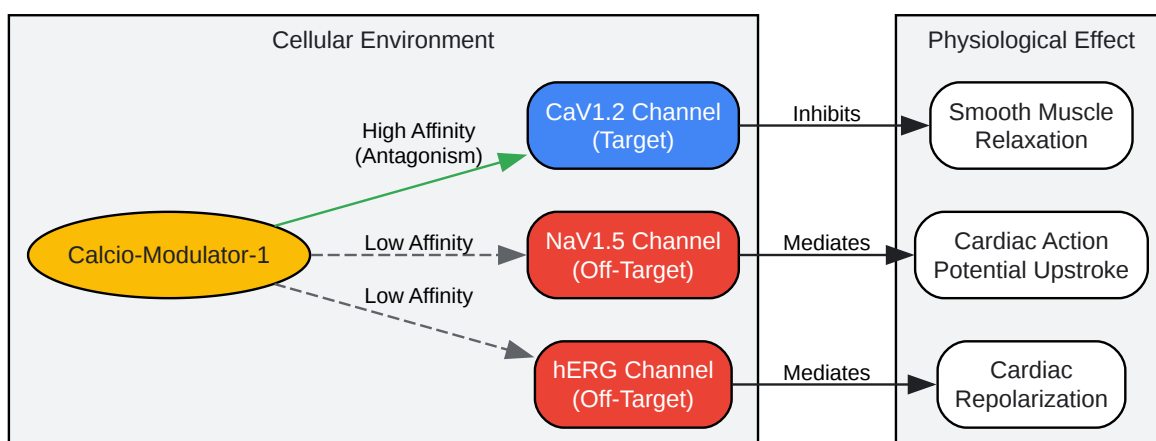 Cellular Environment
Physiological Effect
CaV1.2 Channel
(Target)
Inhibits
Smooth Muscle
Relaxation
High Affinity
(Antagonism)
Calcio-Modulator-1
Low Affinity
NaV1.5 Channel
(Off-Target)
Mediates
Cardiac Action
Potential Upstroke
Low Affinity
hERG Channel
(Off-Target)
Mediates
Cardiac
Repolarization